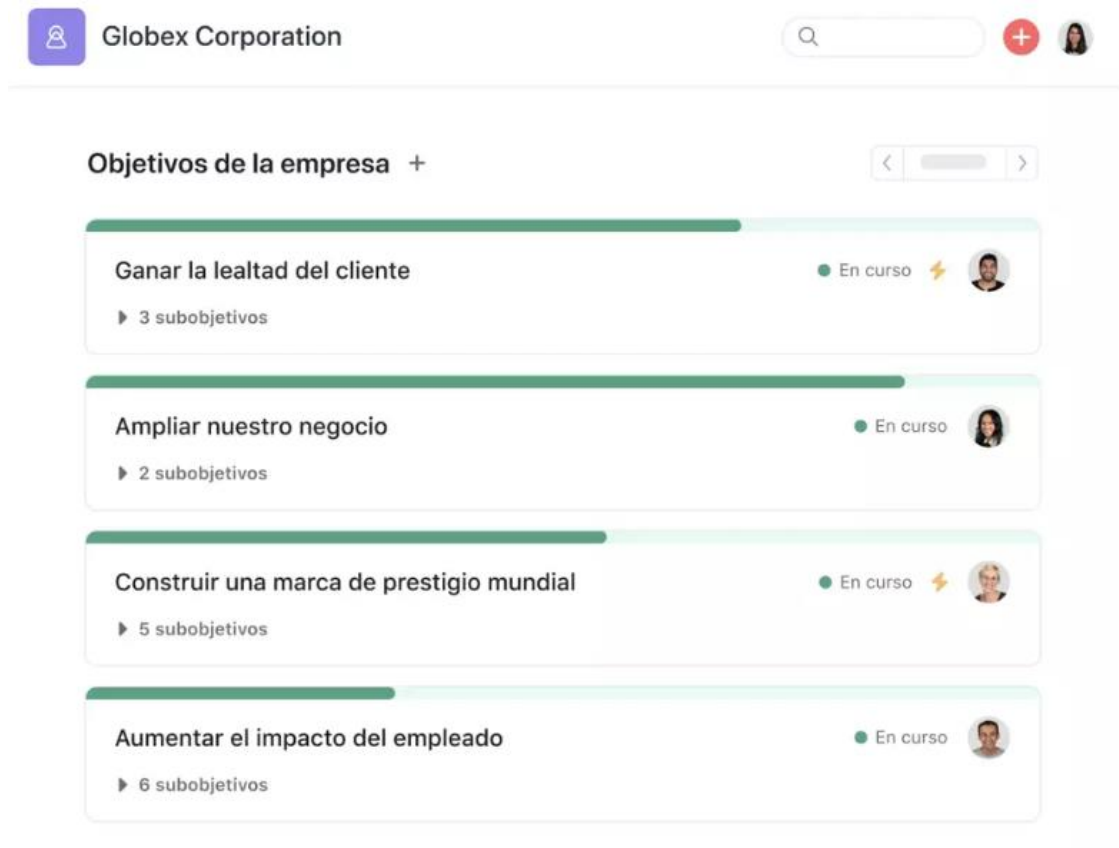 Globex Corporation
Objetivos de la empresa +
Ganar la lealtad del cliente
En curso
3 subobjetivos
Ampliar nuestro negocio
En curso
2 subobjetivos
Construir una marca de prestigio mundial
En curso
5 subobjetivos
Aumentar el impacto del empleado
En curso
6 subobjetivos